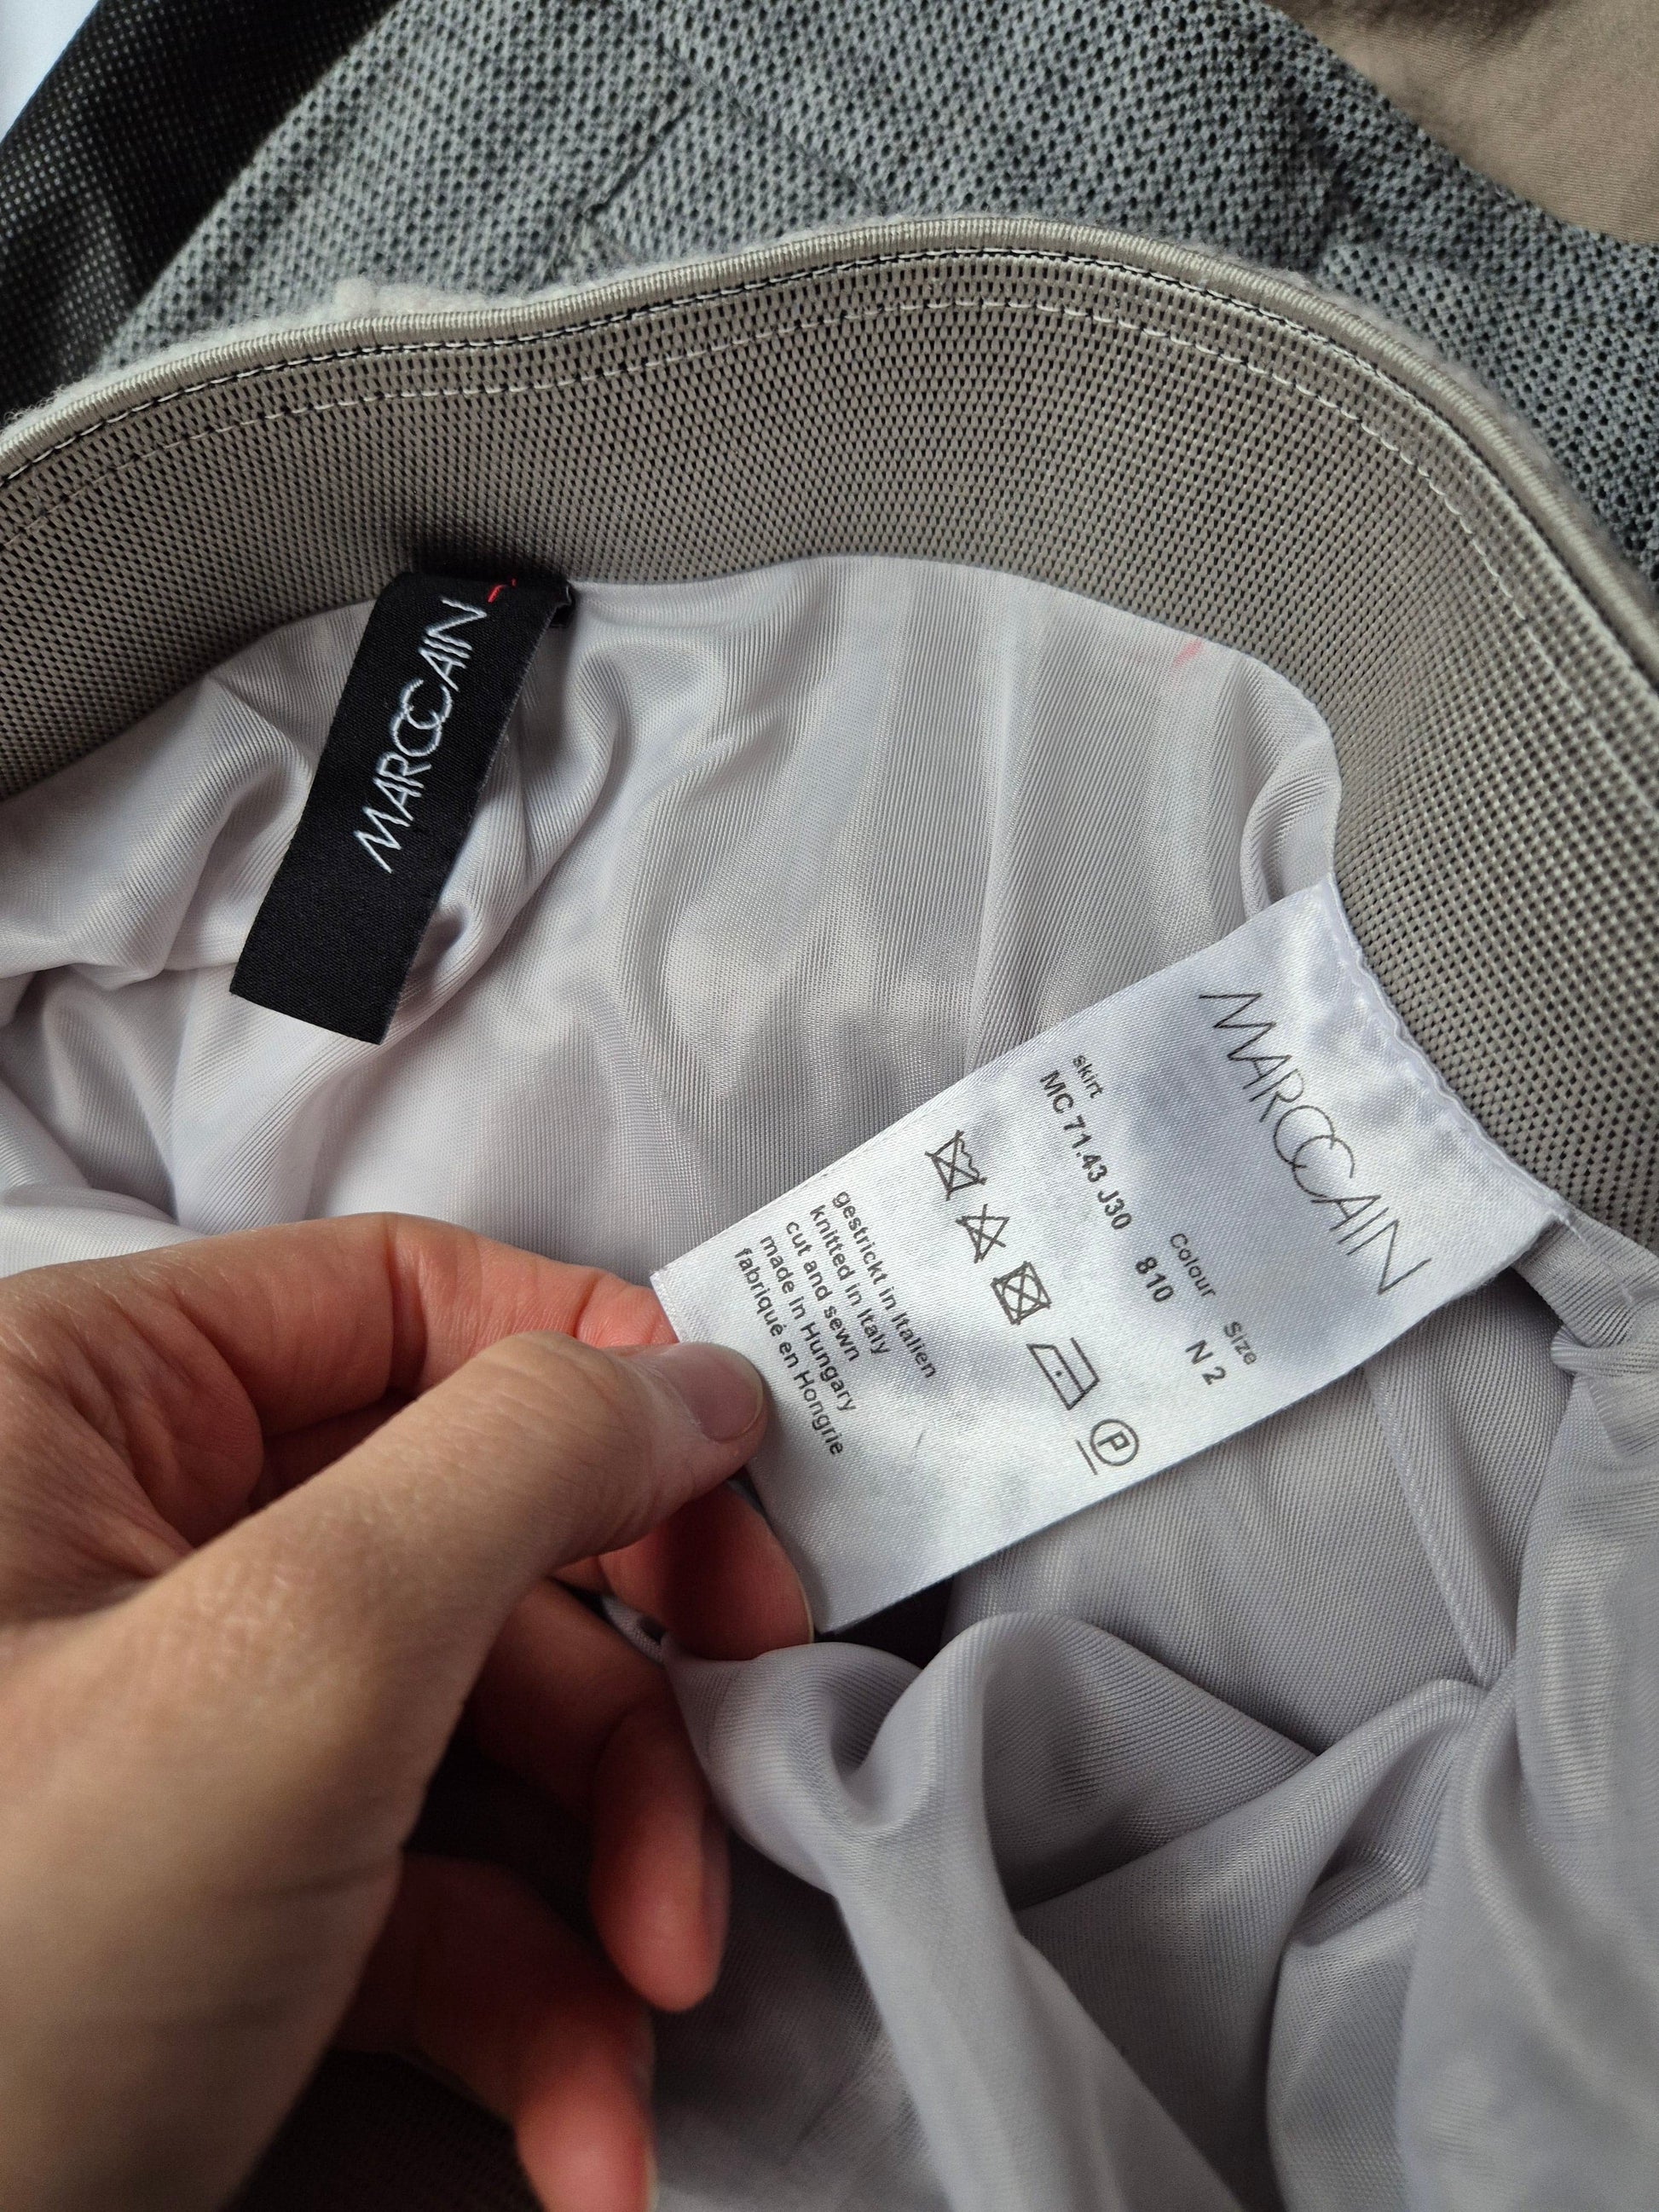 MARCCAIN
MARCCAIN
Colour Size
skirt
MC 71.43 J30 810 N 2
P
gestrickt in Italien
knitted in Italy
cut and sewn
made in Hungary
fabriqué en Hongrie